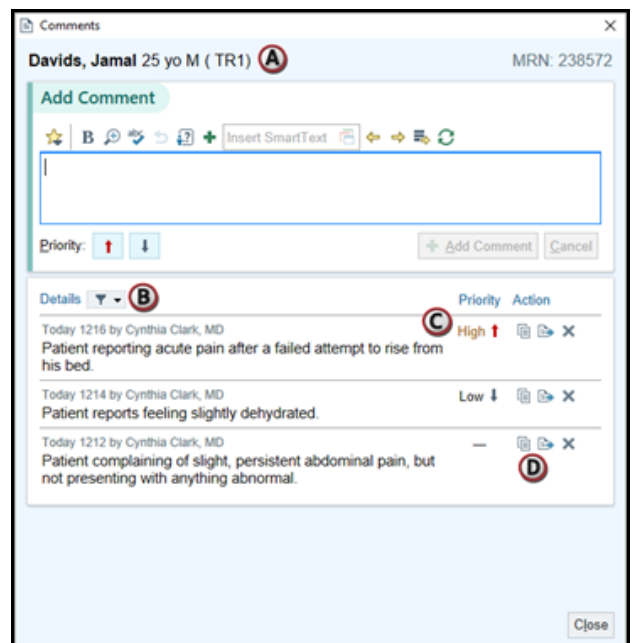 Comments
Davids, Jamal 25 yo M ( TR1) A MRN: 238572
Add Comment
B Insert SmartText
Priority: + Add Comment Cancel
Details B Priority Action
Today 1216 by Cynthia Clark, MD C High
Patient reporting acute pain after a failed attempt to rise from
his bed.
Today 1214 by Cynthia Clark, MD Low
Patient reports feeling slightly dehydrated.
Today 1212 by Cynthia Clark, MD —
Patient complaining of slight, persistent abdominal pain, but
not presenting with anything abnormal. D
Close